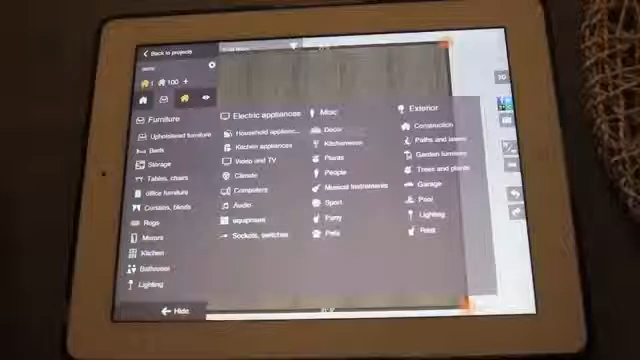 Back to projects
100 +
Furniture
Upholstered furniture
Beds
Storage
Tables, chairs
office furniture
Curtains, blinds
Rugs
Mirrors
Kitchen
Bathroom
Lighting
Hide
Electric appliances
Household applianc...
Kitchen appliances
Video and TV
Climate
Computers
Audio
equipment
Sockets, switches
Misc
Decor
Kitchenware
Plants
People
Musical instruments
Sport
Party
Pets
Exterior
Construction
Paths and lawns
Garden furniture
Trees and plants
Garage
Pool
Lighting